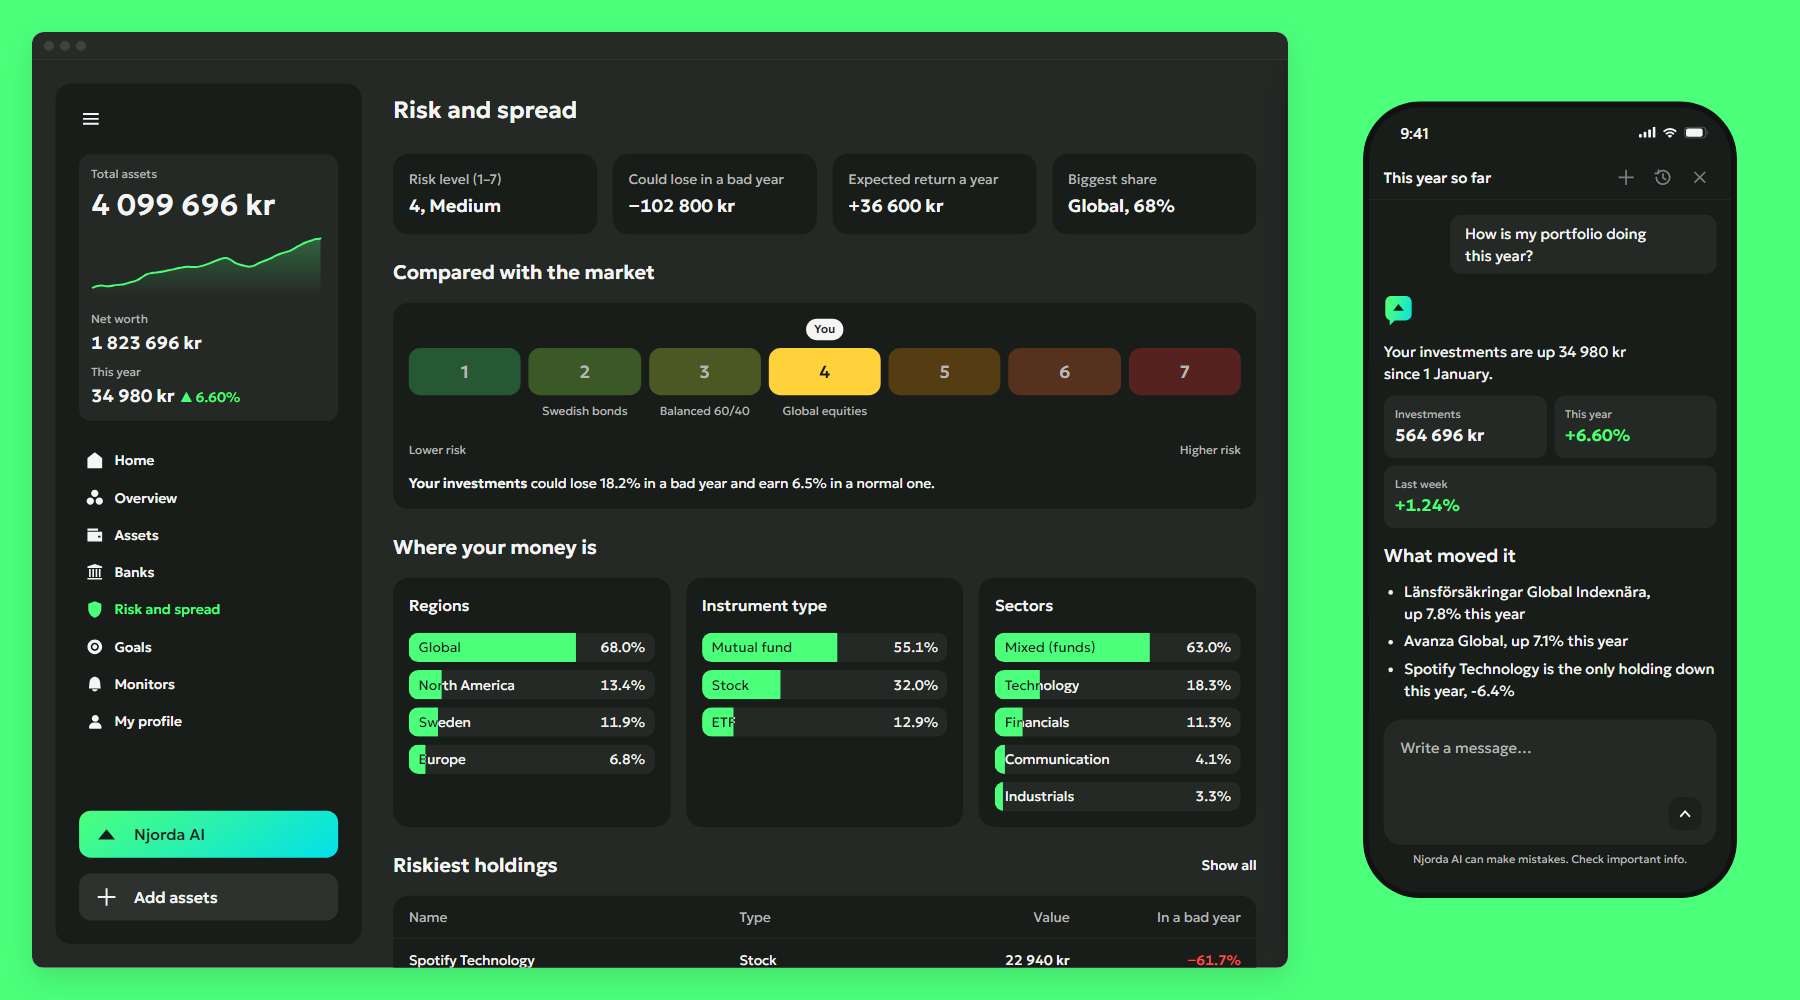 Total assets
4 099 696 kr
Net worth
1 823 696 kr
This year
34 980 kr ▲ 6.60%
Home
Overview
Assets
Banks
Risk and spread
Goals
Monitors
My profile
Njorda AI
Add assets
Risk and spread
Risk level (1–7)
4, Medium
Could lose in a bad year
−102 800 kr
Expected return a year
+36 600 kr
Biggest share
Global, 68%
Compared with the market
You
1 2 3 4 5 6 7
Swedish bonds Balanced 60/40 Global equities
Lower risk Higher risk
Your investments could lose 18.2% in a bad year and earn 6.5% in a normal one.
Where your money is
Regions
Global 68.0%
North America 13.4%
Sweden 11.9%
Europe 6.8%
Instrument type
Mutual fund 55.1%
Stock 32.0%
ETF 12.9%
Sectors
Mixed (funds) 63.0%
Technology 18.3%
Financials 11.3%
Communication 4.1%
Industrials 3.3%
Riskiest holdings Show all
Name Type Value In a bad year
Spotify Technology Stock 22 940 kr −61.7%
9:41
This year so far
How is my portfolio doing
this year?
Your investments are up 34 980 kr
since 1 January.
Investments
564 696 kr
This year
+6.60%
Last week
+1.24%
What moved it
• Länsförsäkringar Global Indexnära,
up 7.8% this year
• Avanza Global, up 7.1% this year
• Spotify Technology is the only holding down
this year, -6.4%
Write a message...
Njorda AI can make mistakes. Check important info.